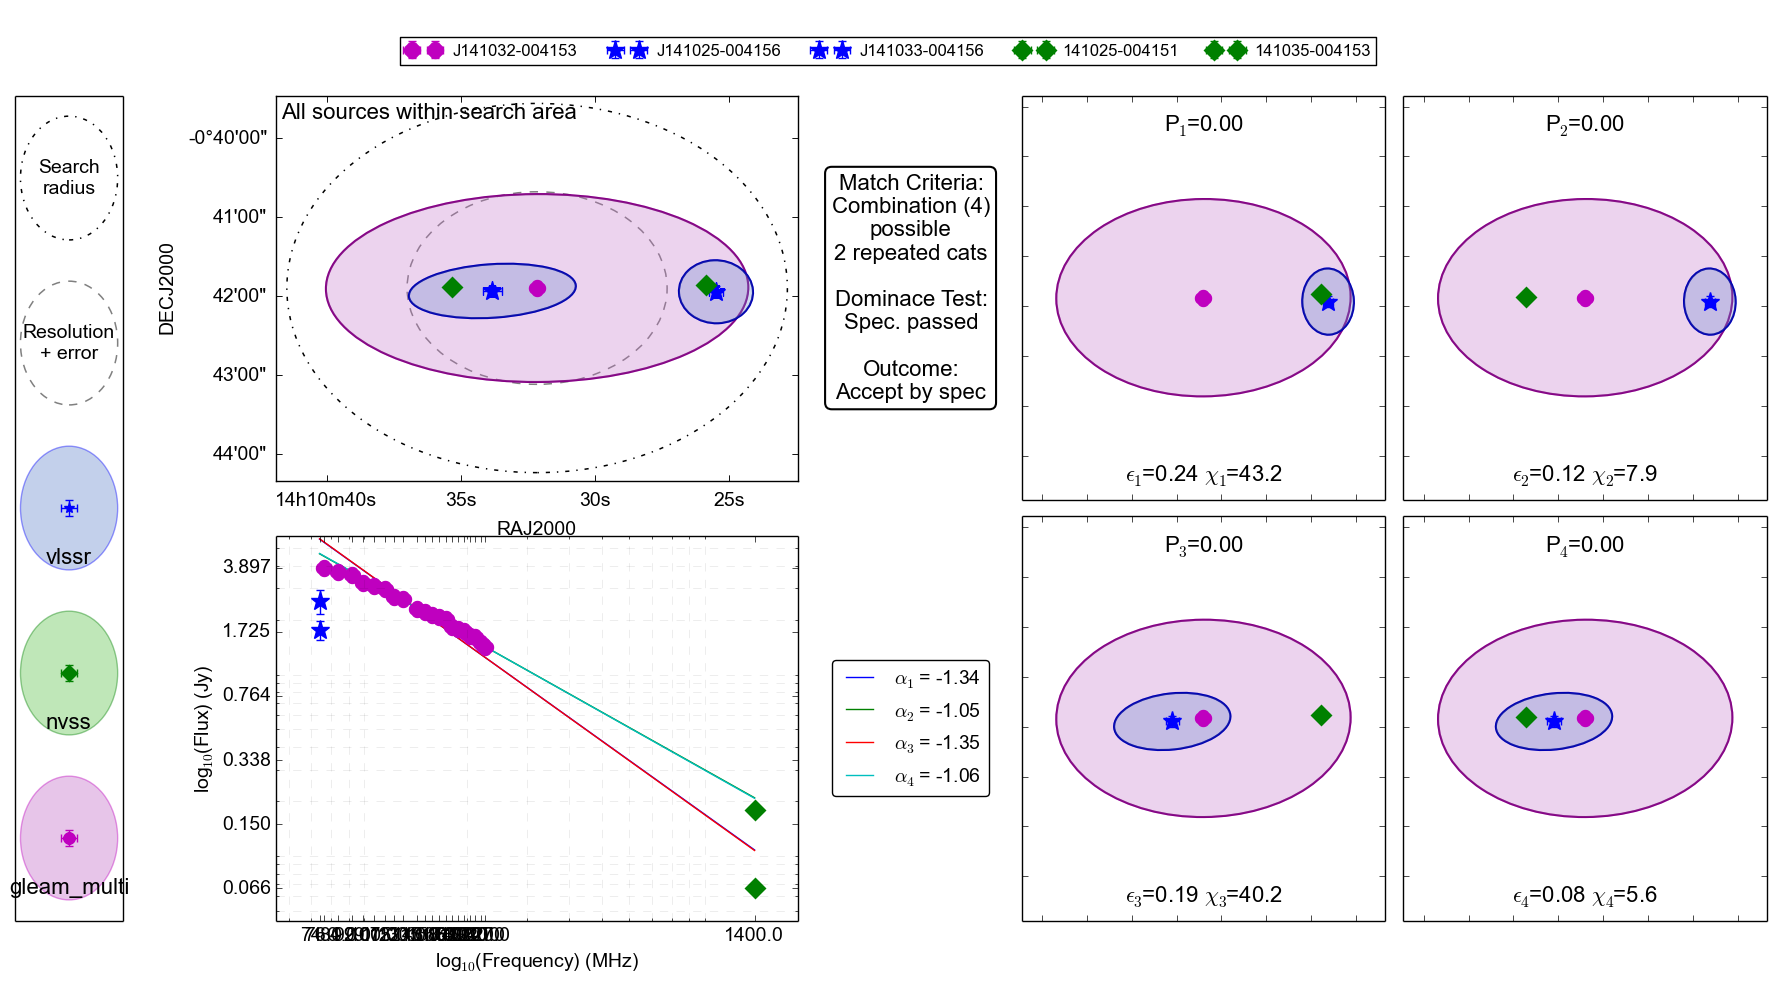 J141032-004153 J141025-004156 J141033-004156 141025-004151 141035-004153
Search
radius
Resolution
+ error
vlssr
nvss
gleam_multi
All sources within search area
DECJ2000
-0°40'00"
41'00"
42'00"
43'00"
44'00"
14h10m40s 35s 30s 25s
RAJ2000
Match Criteria:
Combination (4)
possible
2 repeated cats
Dominace Test:
Spec. passed
Outcome:
Accept by spec
P1=0.00
ϵ1=0.24 χ1=43.2
P2=0.00
ϵ2=0.12 χ2=7.9
log10(Flux) (Jy)
3.897
1.725
0.764
0.338
0.150
0.066
1400.0
log10(Frequency) (MHz)
α1 = -1.34
α2 = -1.05
α3 = -1.35
α4 = -1.06
P3=0.00
ϵ3=0.19 χ3=40.2
P4=0.00
ϵ4=0.08 χ4=5.6